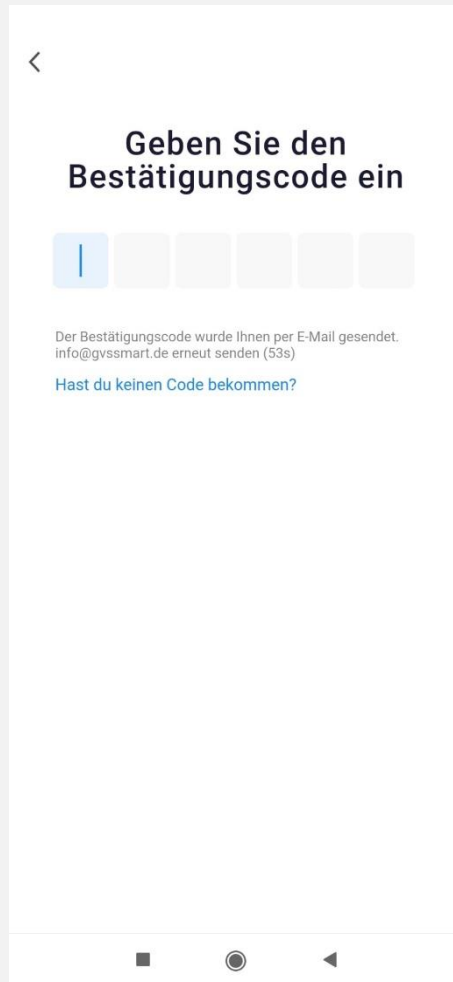 Geben Sie den
Bestätigungscode ein
Der Bestätigungscode wurde Ihnen per E-Mail gesendet.
info@gvssmart.de erneut senden (53s)
Hast du keinen Code bekommen?